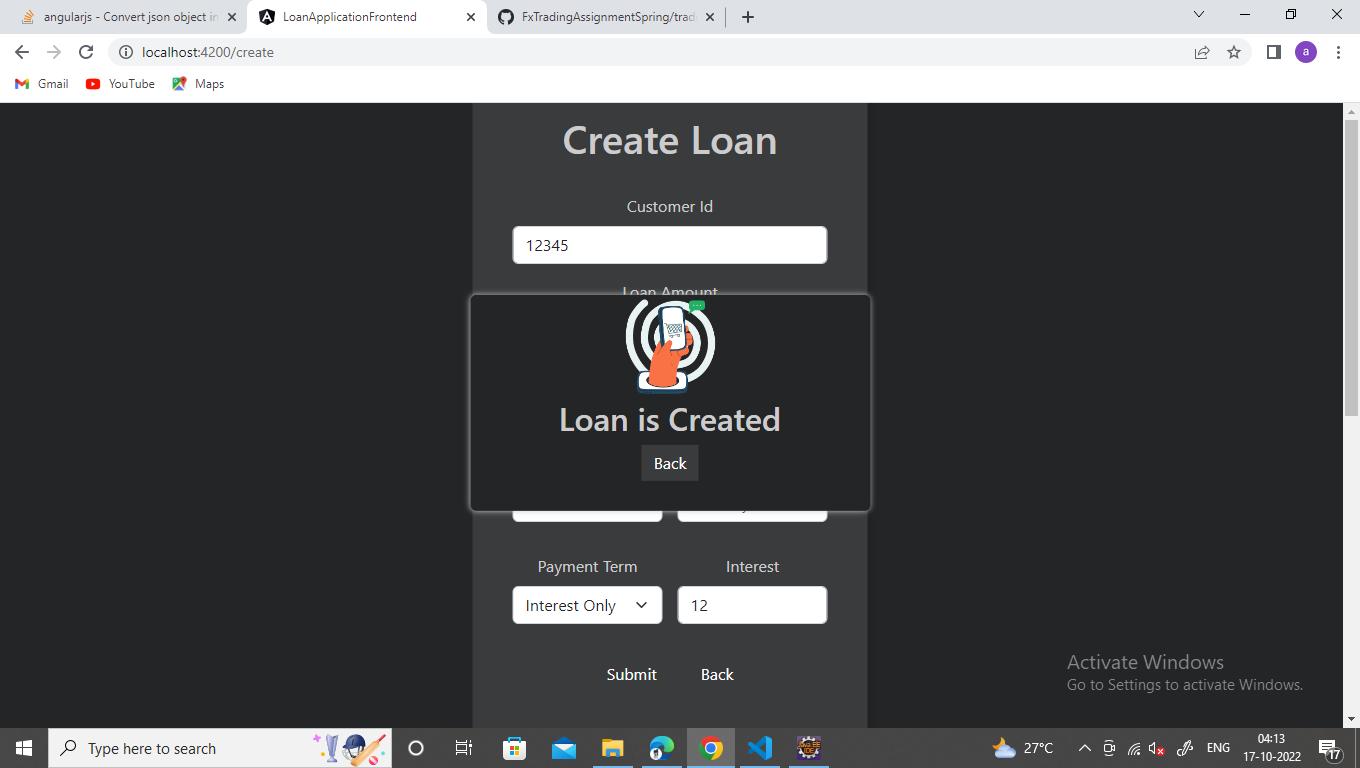 angularjs - Convert json object in
LoanApplicationFrontend
FxTradingAssignmentSpring/trad
localhost:4200/create
a
Gmail
YouTube
Maps
Create Loan
Customer Id
12345
Loan Amount
Loan is Created
Back
Payment Term
Interest
Interest Only
12
Submit
Back
Activate Windows
Go to Settings to activate Windows.
Type here to search
27°C
ENG
04:13
17-10-2022
17